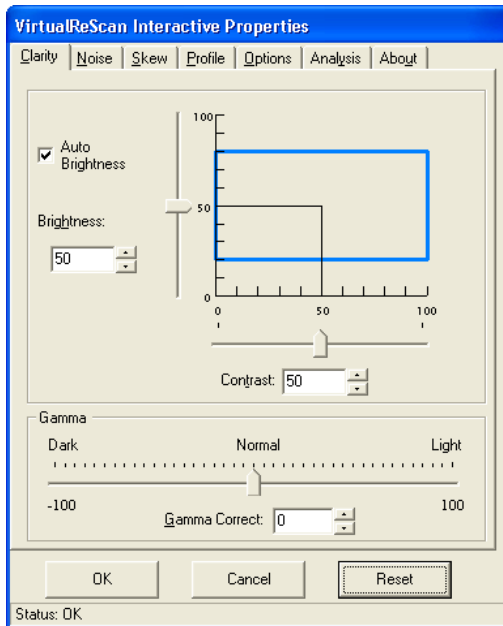 VirtualReScan Interactive Properties
Clarity Noise Skew Profile Options Analysis About
Auto
Brightness
Brightness:
50
100
50
0
0 50 100
Contrast: 50
Gamma
Dark Normal Light
-100 100
Gamma Correct: 0
OK Cancel Reset
Status: OK